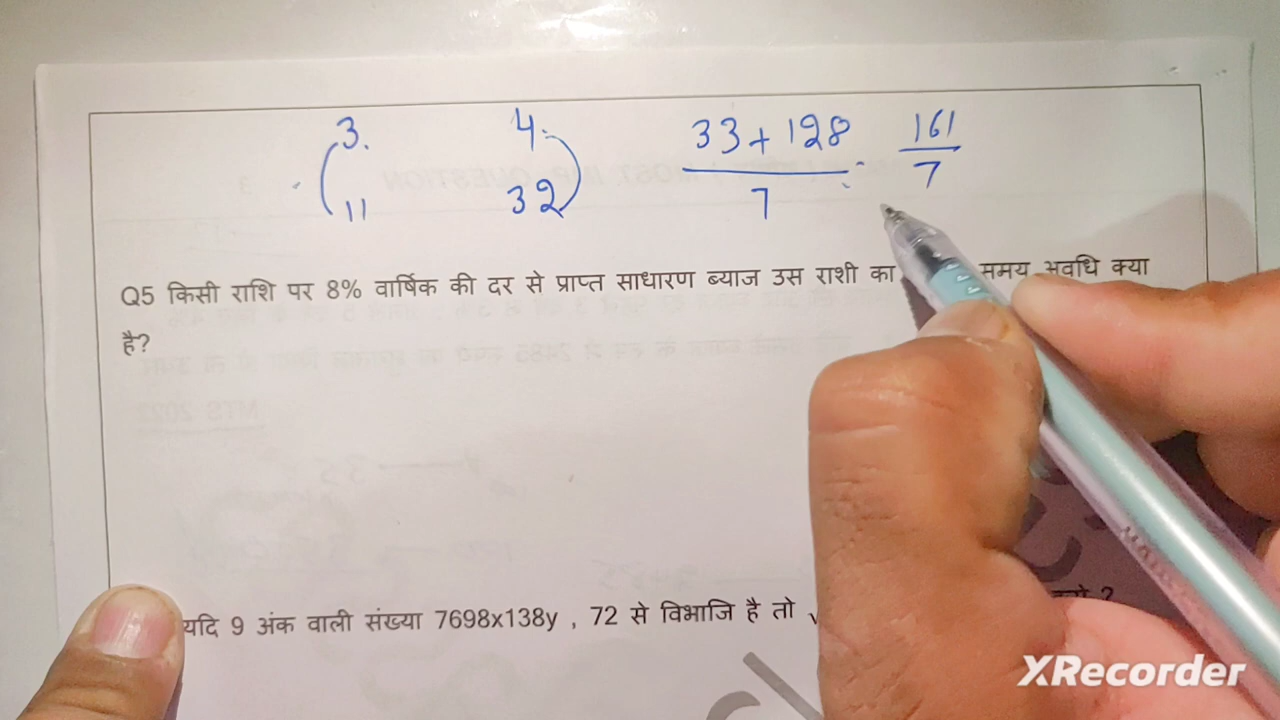 3. 4. 33 + 128 = 161
11 32 7 7
Q5 किसी राशि पर 8% वार्षिक की दर से प्राप्त साधारण ब्याज उस राशी का समय भवधि क्या
है?
यदि 9 अंक वाली संख्या 7698x138y , 72 से विभाजि है तो √
XRecorder